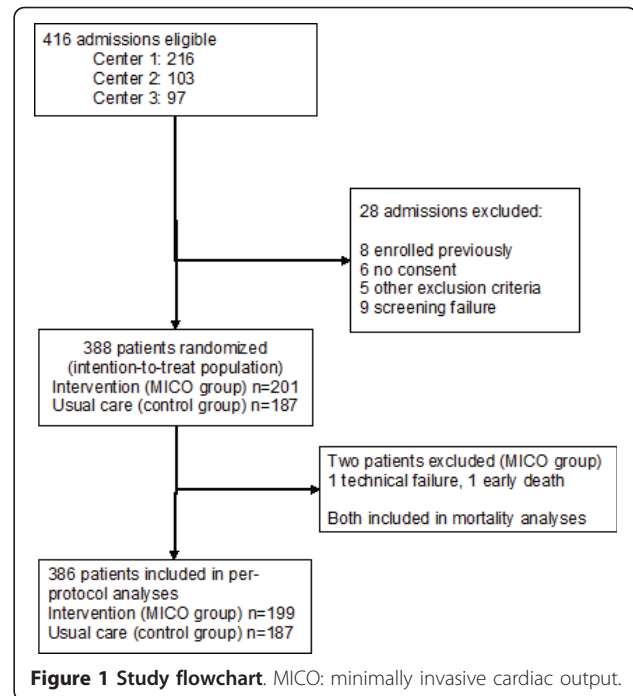 416 admissions eligible
Center 1: 216
Center 2: 103
Center 3: 97
28 admissions excluded:
8 enrolled previously
6 no consent
5 other exclusion criteria
9 screening failure
388 patients randomized
(intention-to-treat population)
Intervention (MICO group) n=201
Usual care (control group) n=187
Two patients excluded (MICO group)
1 technical failure, 1 early death
Both included in mortality analyses
386 patients included in per-
protocol analyses
Intervention (MICO group) n=199
Usual care (control group) n=187
Figure 1 Study flowchart. MICO: minimally invasive cardiac output.